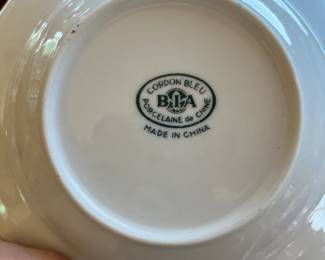 CORDON BLEU
BIA
PORCELAINE de CHINE
MADE IN CHINA